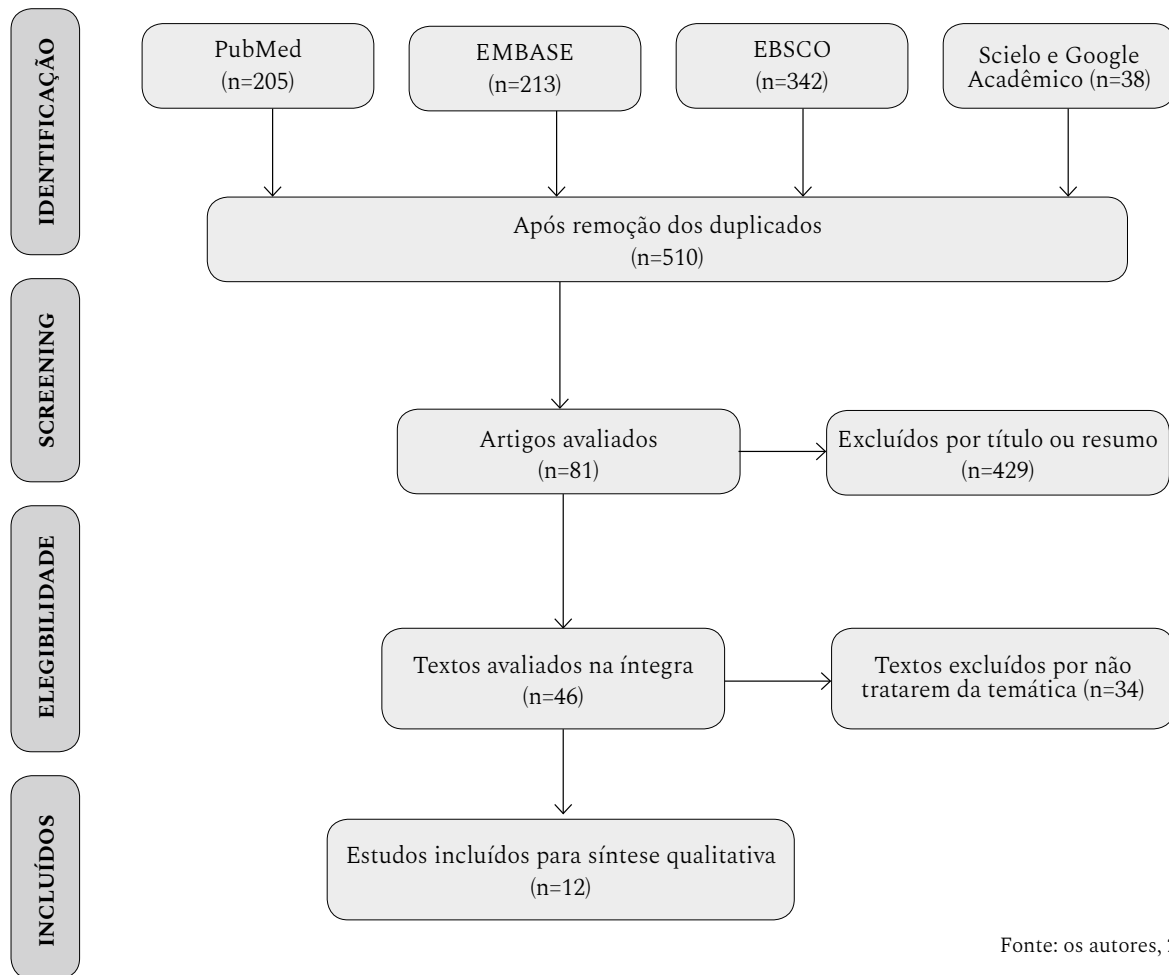 IDENTIFICAÇÃO
PubMed
(n=205)
EMBASE
(n=213)
EBSCO
(n=342)
Scielo e Google
Acadêmico (n=38)
Após remoção dos duplicados
(n=510)
SCREENING
Artigos avaliados
(n=81)
Excluídos por título ou resumo
(n=429)
ELEGIBILIDADE
Textos avaliados na íntegra
(n=46)
Textos excluídos por não
tratarem da temática (n=34)
INCLUÍDOS
Estudos incluídos para síntese qualitativa
(n=12)
Fonte: os autores,